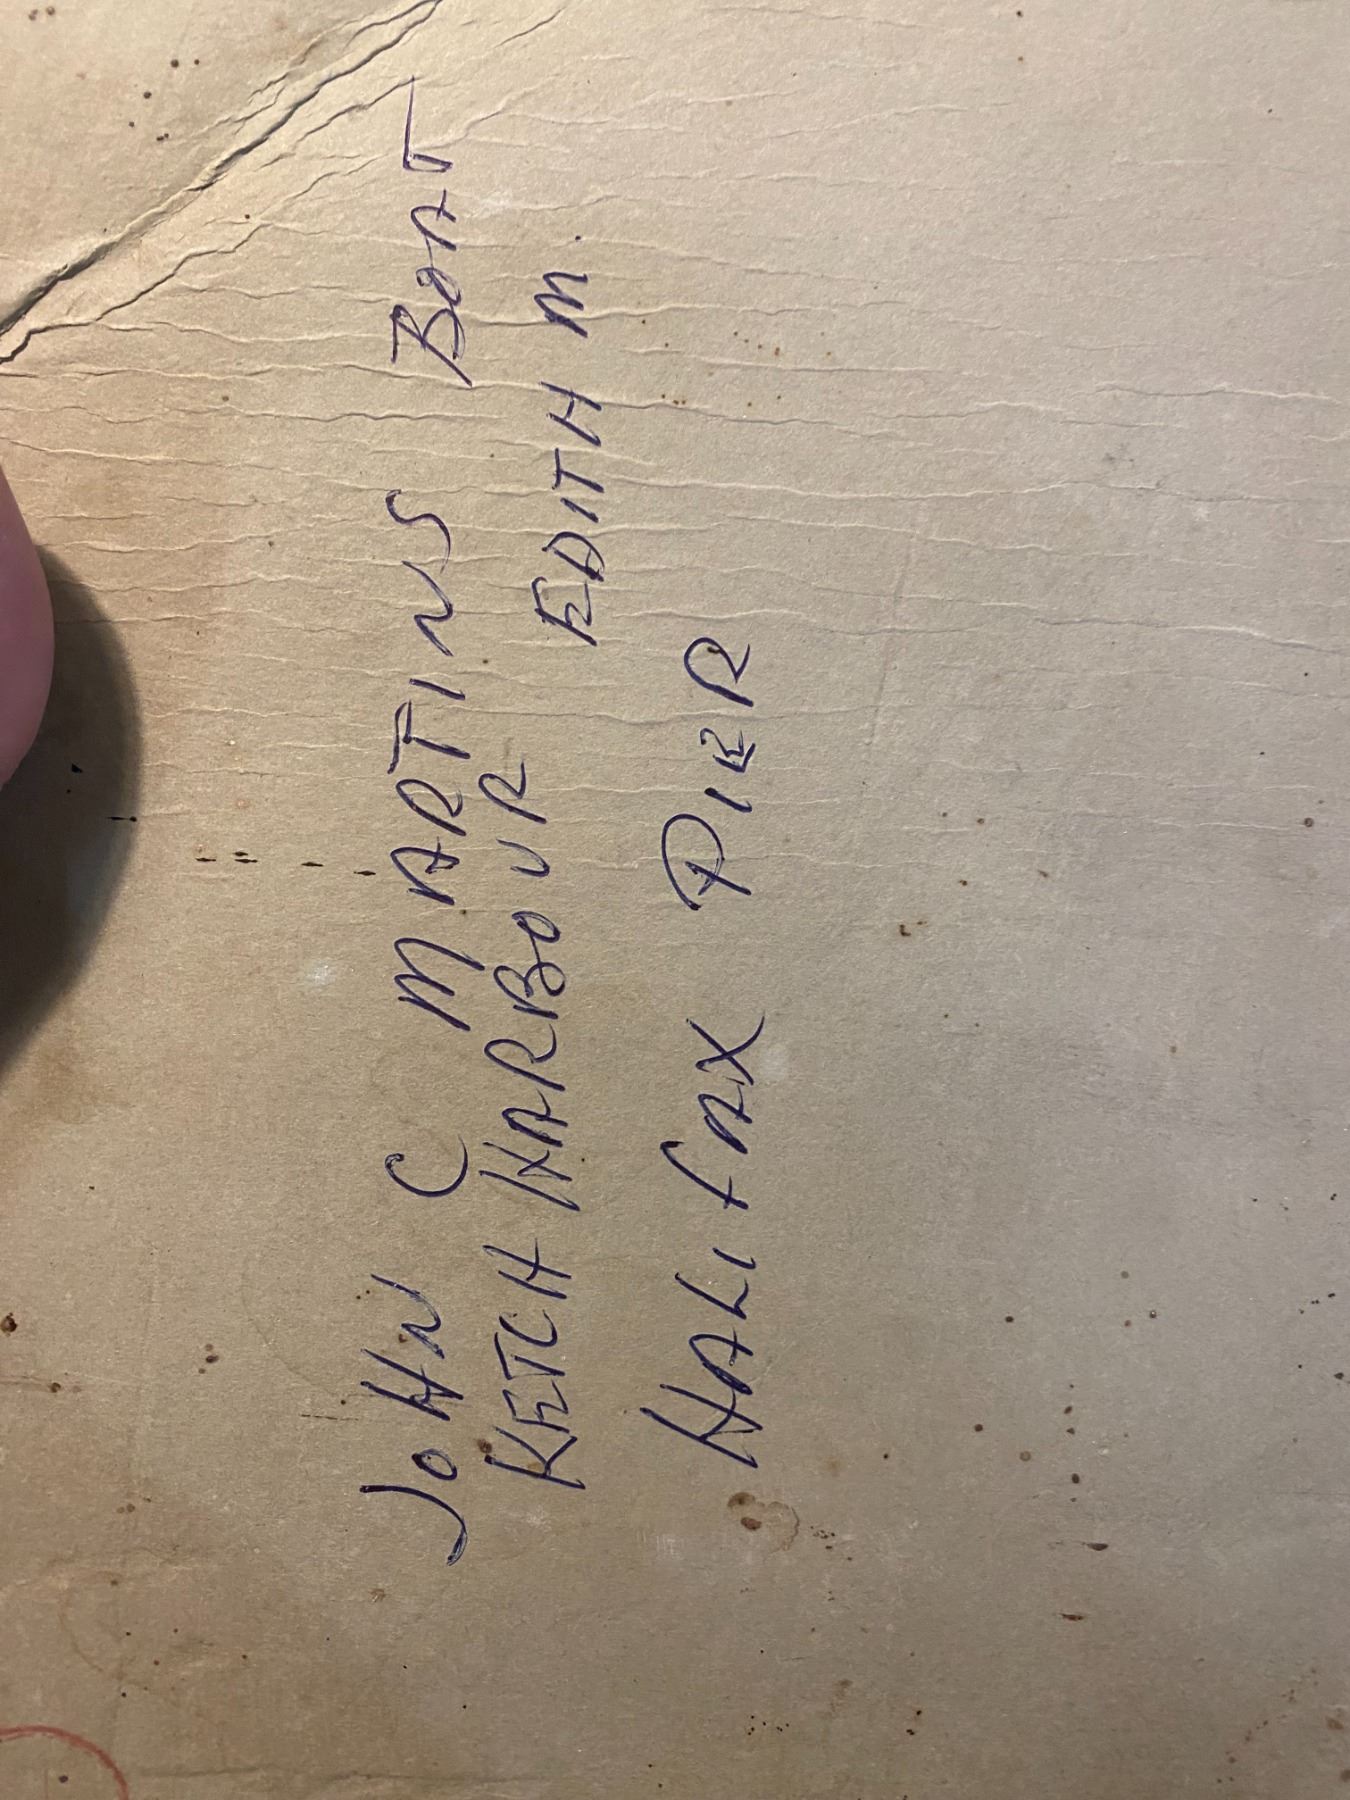 JOHN C MARTINS BOAT
KETCH HARBOUR
EDITH M.
HALIFAX PIER